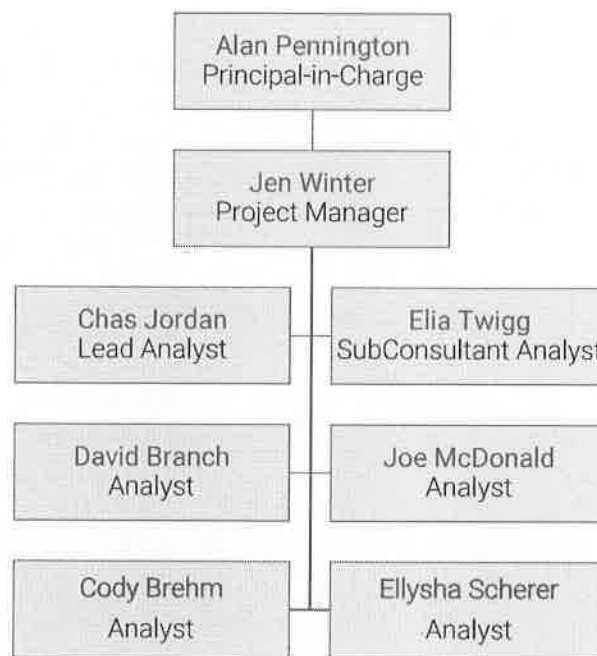 Alan Pennington
Principal-in-Charge
Jen Winter
Project Manager
Chas Jordan
Lead Analyst
Elia Twigg
SubConsultant Analyst
David Branch
Analyst
Joe McDonald
Analyst
Cody Brehm
Analyst
Ellysha Scherer
Analyst